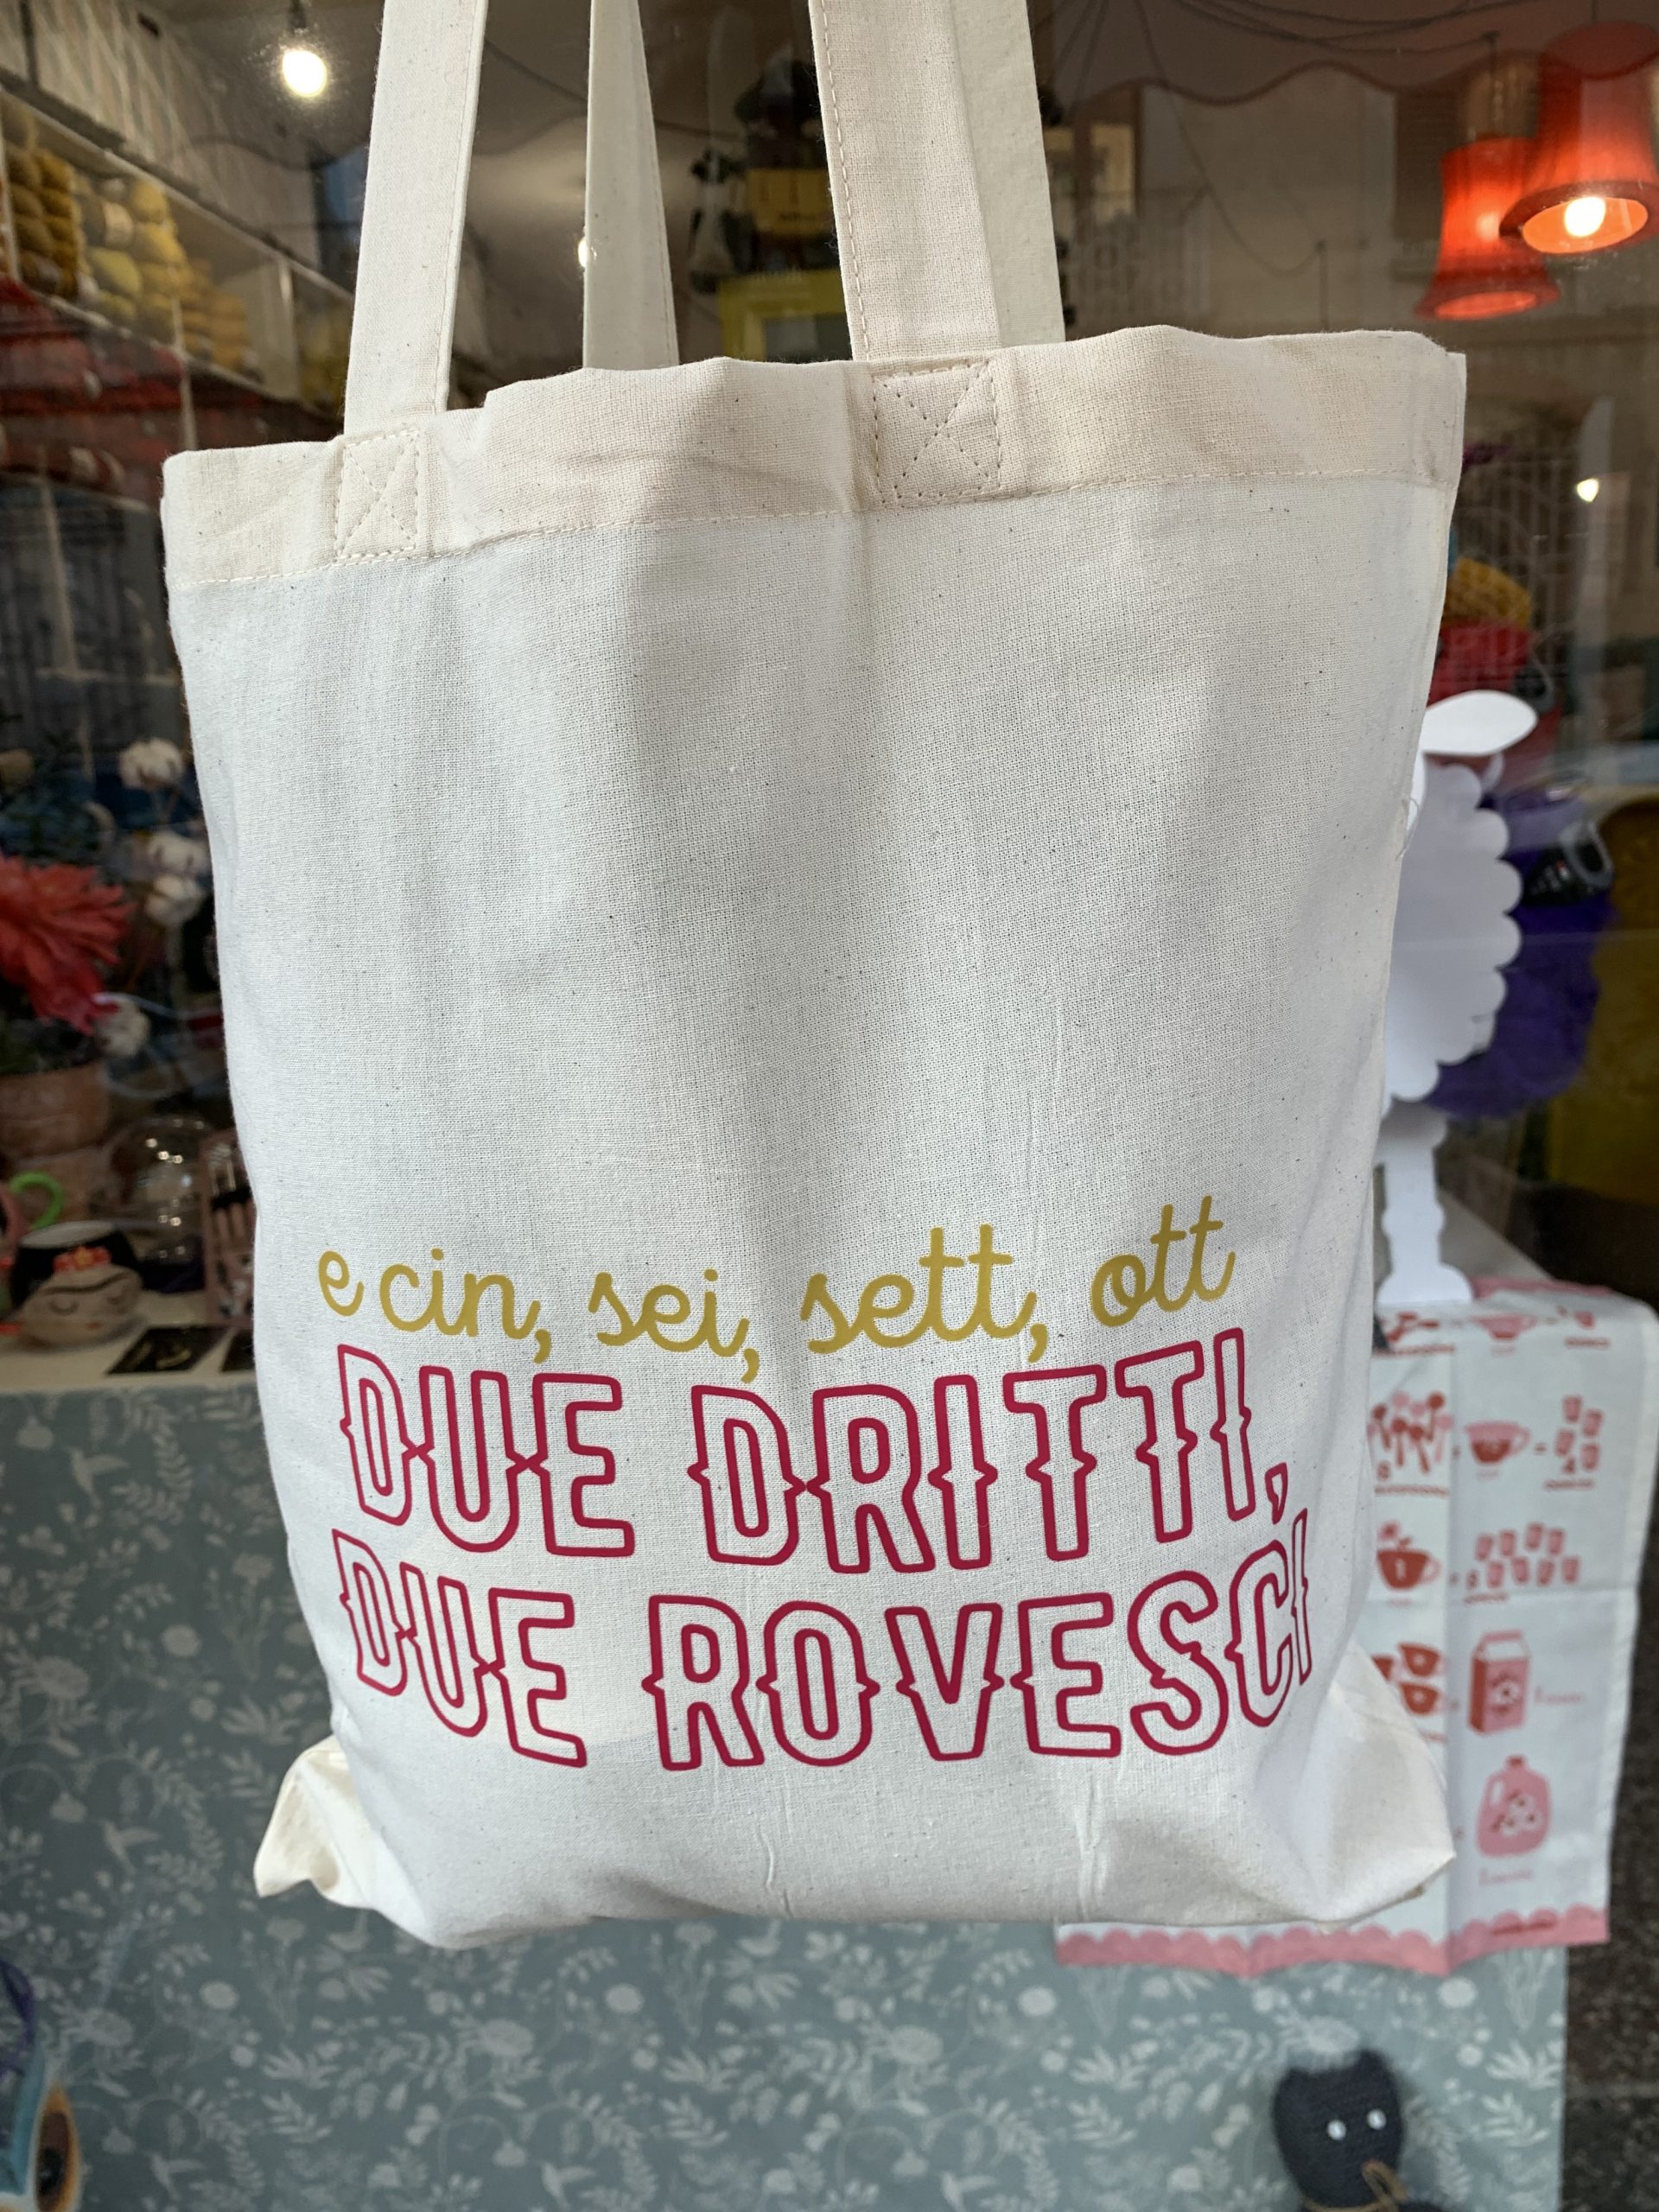 e cin, sei, sett, ott
DUE DRITTI,
DUE ROVESCI